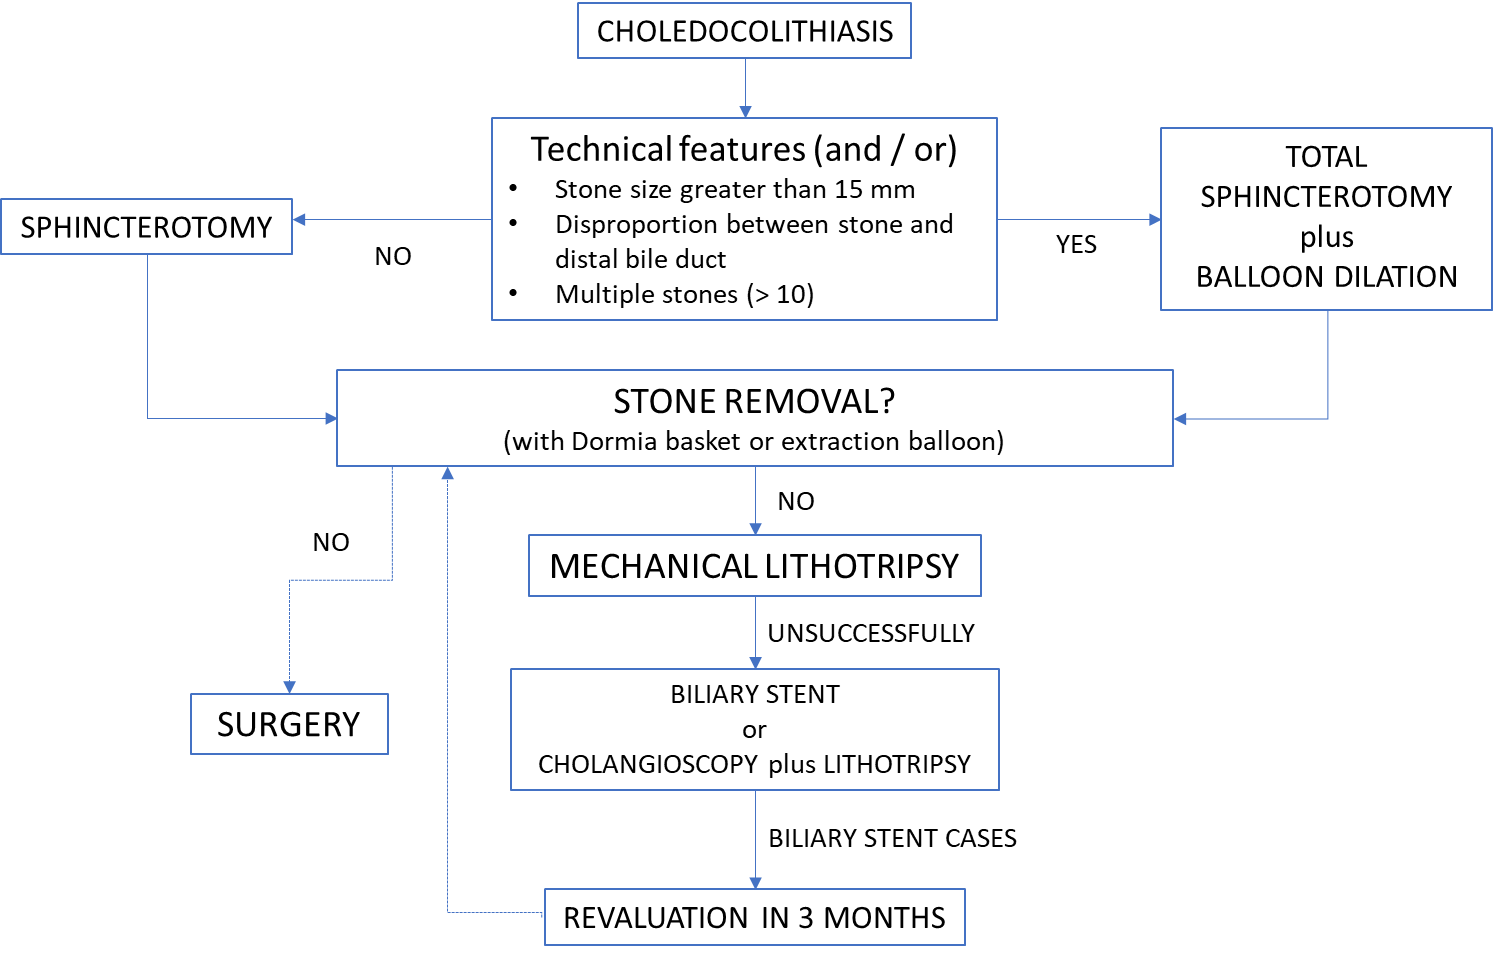 CHOLEDOCOLITHIASIS
Technical features (and / or)
• Stone size greater than 15 mm
• Disproportion between stone and
distal bile duct
• Multiple stones (> 10)
SPHINCTEROTOMY
NO
YES
TOTAL
SPHINCTEROTOMY
plus
BALLOON DILATION
STONE REMOVAL?
(with Dormia basket or extraction balloon)
NO
NO
MECHANICAL LITHOTRIPSY
UNSUCCESSFULLY
SURGERY
BILIARY STENT
or
CHOLANGIOSCOPY plus LITHOTRIPSY
BILIARY STENT CASES
REVALUATION IN 3 MONTHS